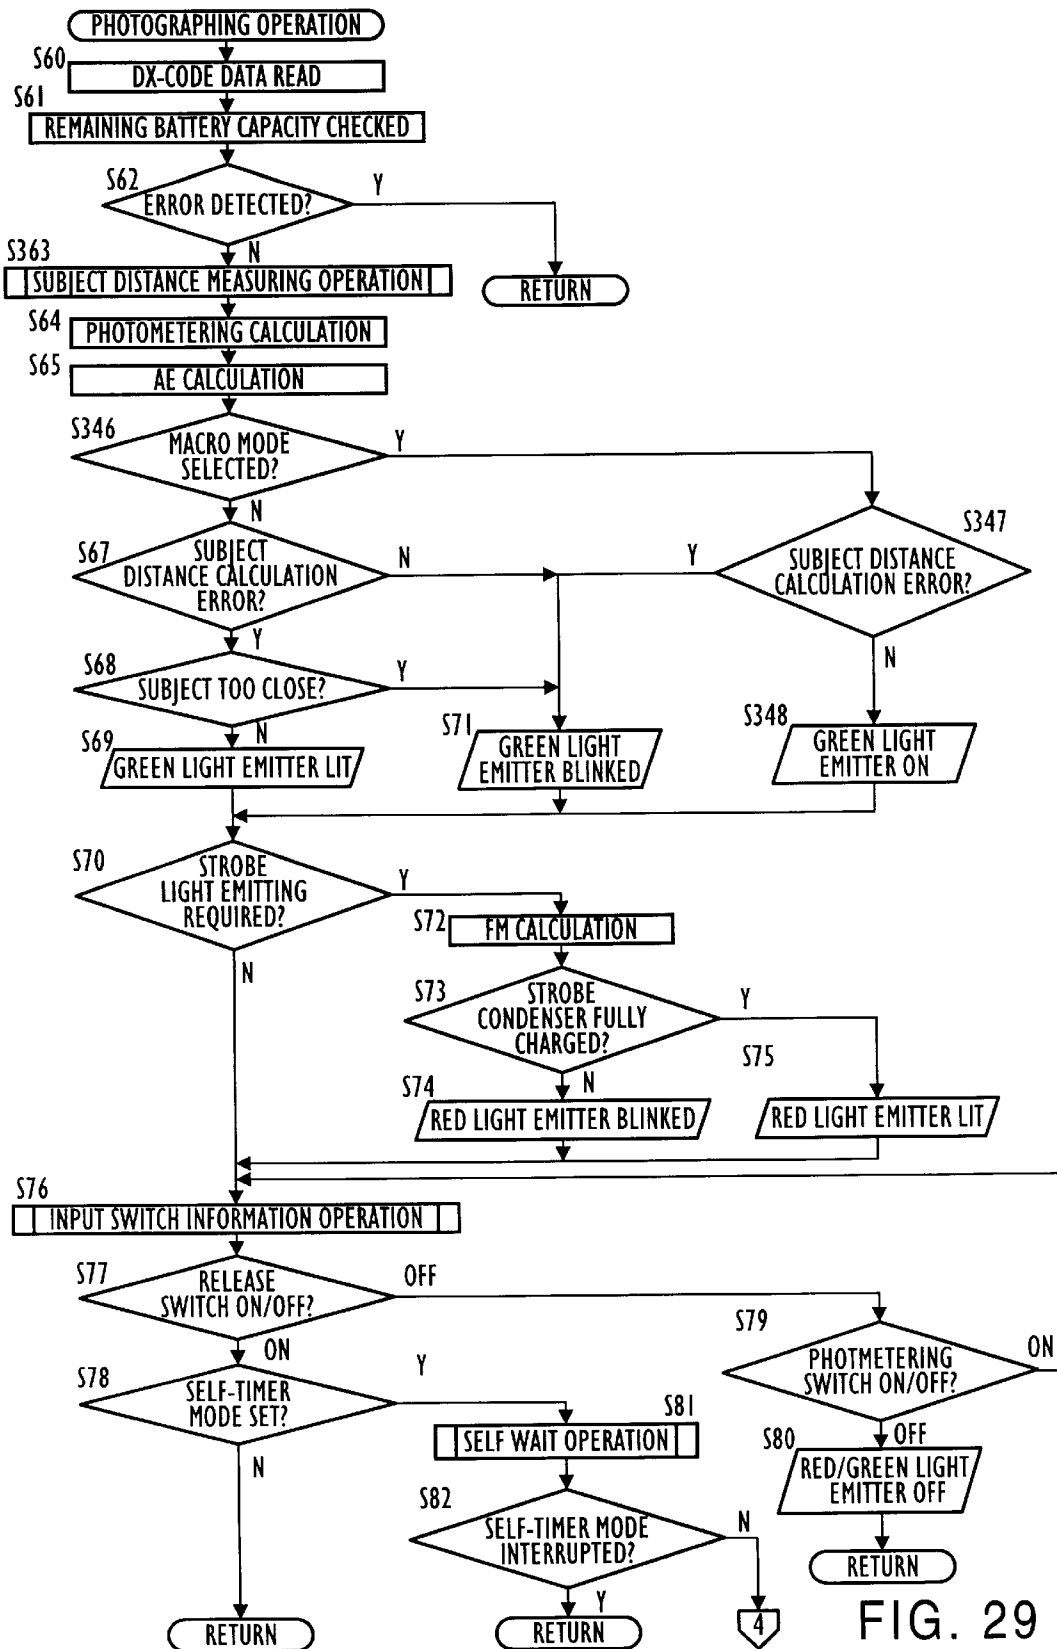 PHOTOGRAPHING OPERATION
S60
DX-CODE DATA READ
S61
REMAINING BATTERY CAPACITY CHECKED
S62
ERROR DETECTED?
Y
N
S363
SUBJECT DISTANCE MEASURING OPERATION
RETURN
S64
PHOTOMETERING CALCULATION
S65
AE CALCULATION
S346
MACRO MODE
SELECTED?
Y
N
S67
SUBJECT
DISTANCE CALCULATION
ERROR?
N
Y
S347
SUBJECT DISTANCE
CALCULATION ERROR?
Y
N
S68
SUBJECT TOO CLOSE?
Y
N
S69
GREEN LIGHT EMITTER LIT
S71
GREEN LIGHT
EMITTER BLINKED
S348
GREEN LIGHT
EMITTER ON
S70
STROBE
LIGHT EMITTING
REQUIRED?
Y
N
S72
FM CALCULATION
S73
STROBE
CONDENSER FULLY
CHARGED?
Y
N
S74
RED LIGHT EMITTER BLINKED
S75
RED LIGHT EMITTER LIT
S76
INPUT SWITCH INFORMATION OPERATION
S77
RELEASE
SWITCH ON/OFF?
OFF
ON
S79
PHOTMETERING
SWITCH ON/OFF?
ON
OFF
S78
SELF-TIMER
MODE SET?
Y
N
S81
SELF WAIT OPERATION
S80
RED/GREEN LIGHT
EMITTER OFF
RETURN
S82
SELF-TIMER MODE
INTERRUPTED?
N
Y
RETURN
RETURN
4
FIG. 29